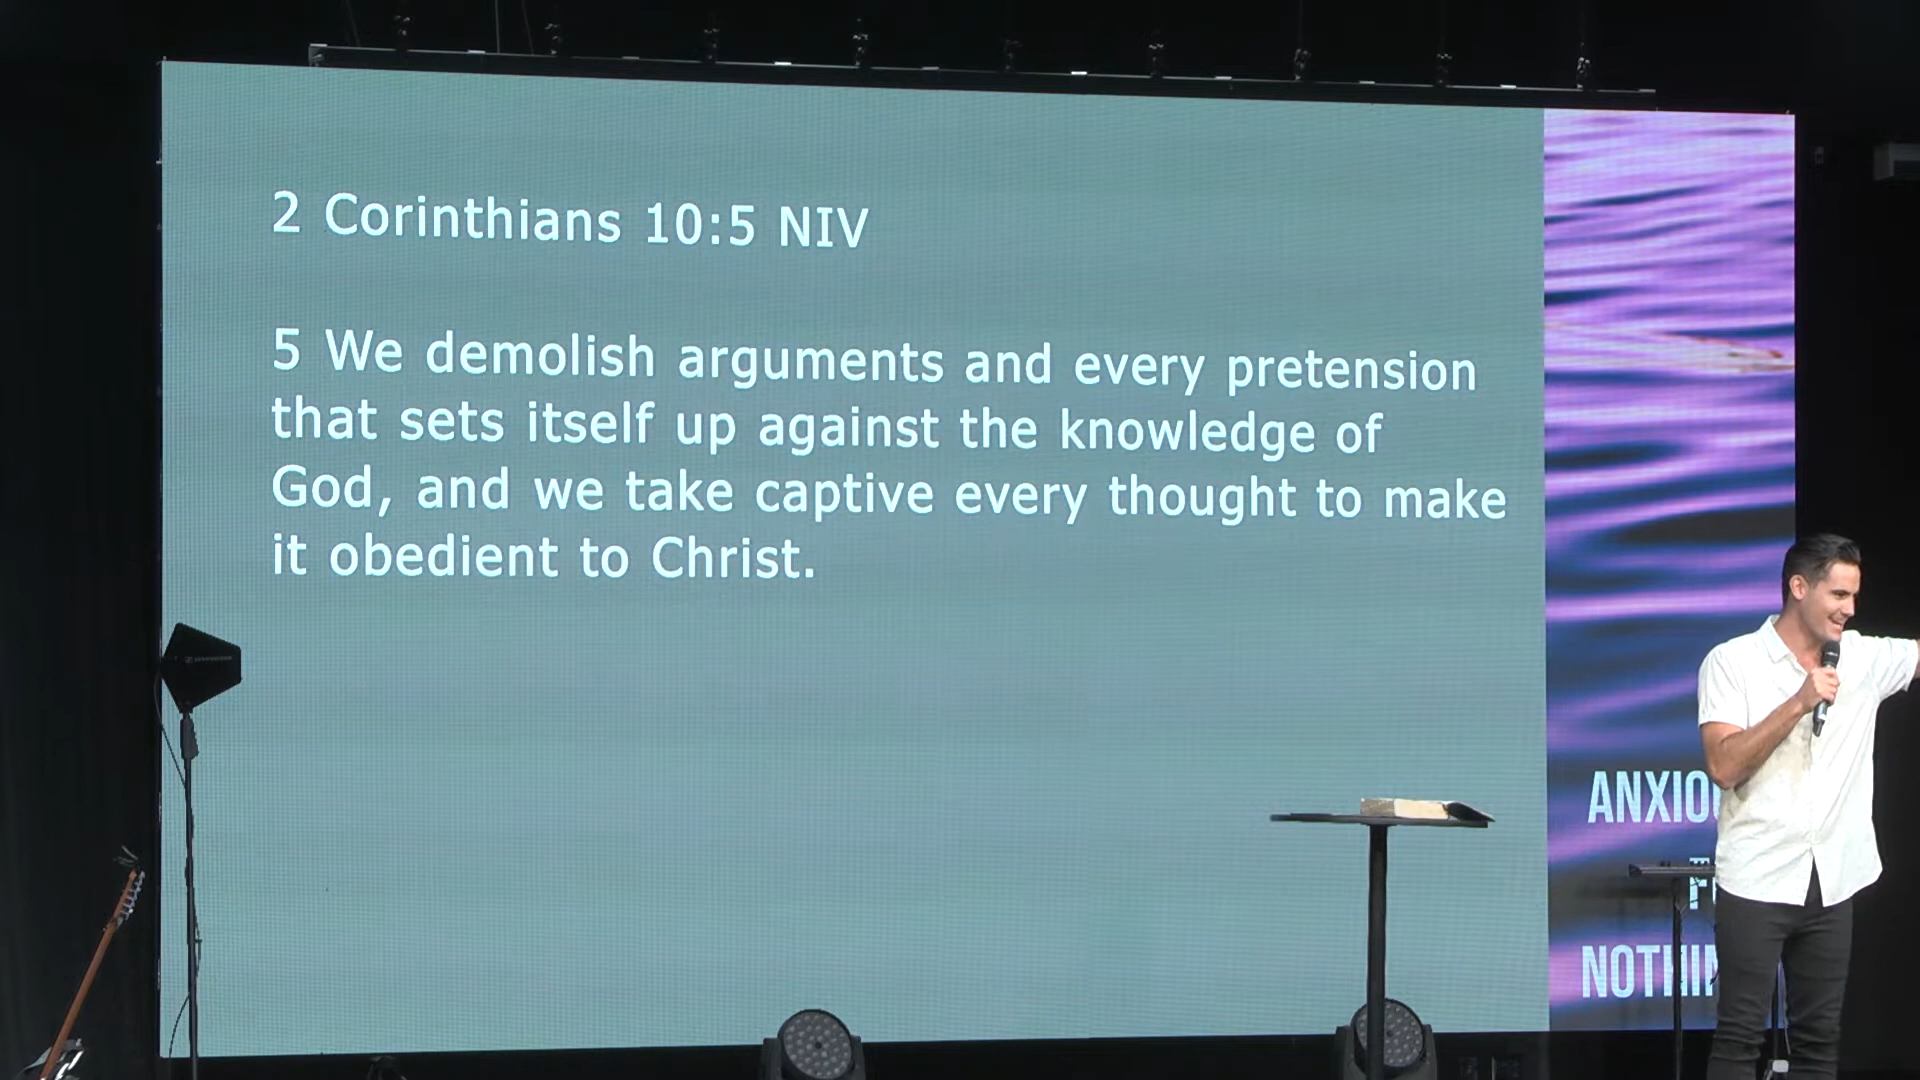 2 Corinthians 10:5 NIV
5 We demolish arguments and every pretension
that sets itself up against the knowledge of
God, and we take captive every thought to make
it obedient to Christ.